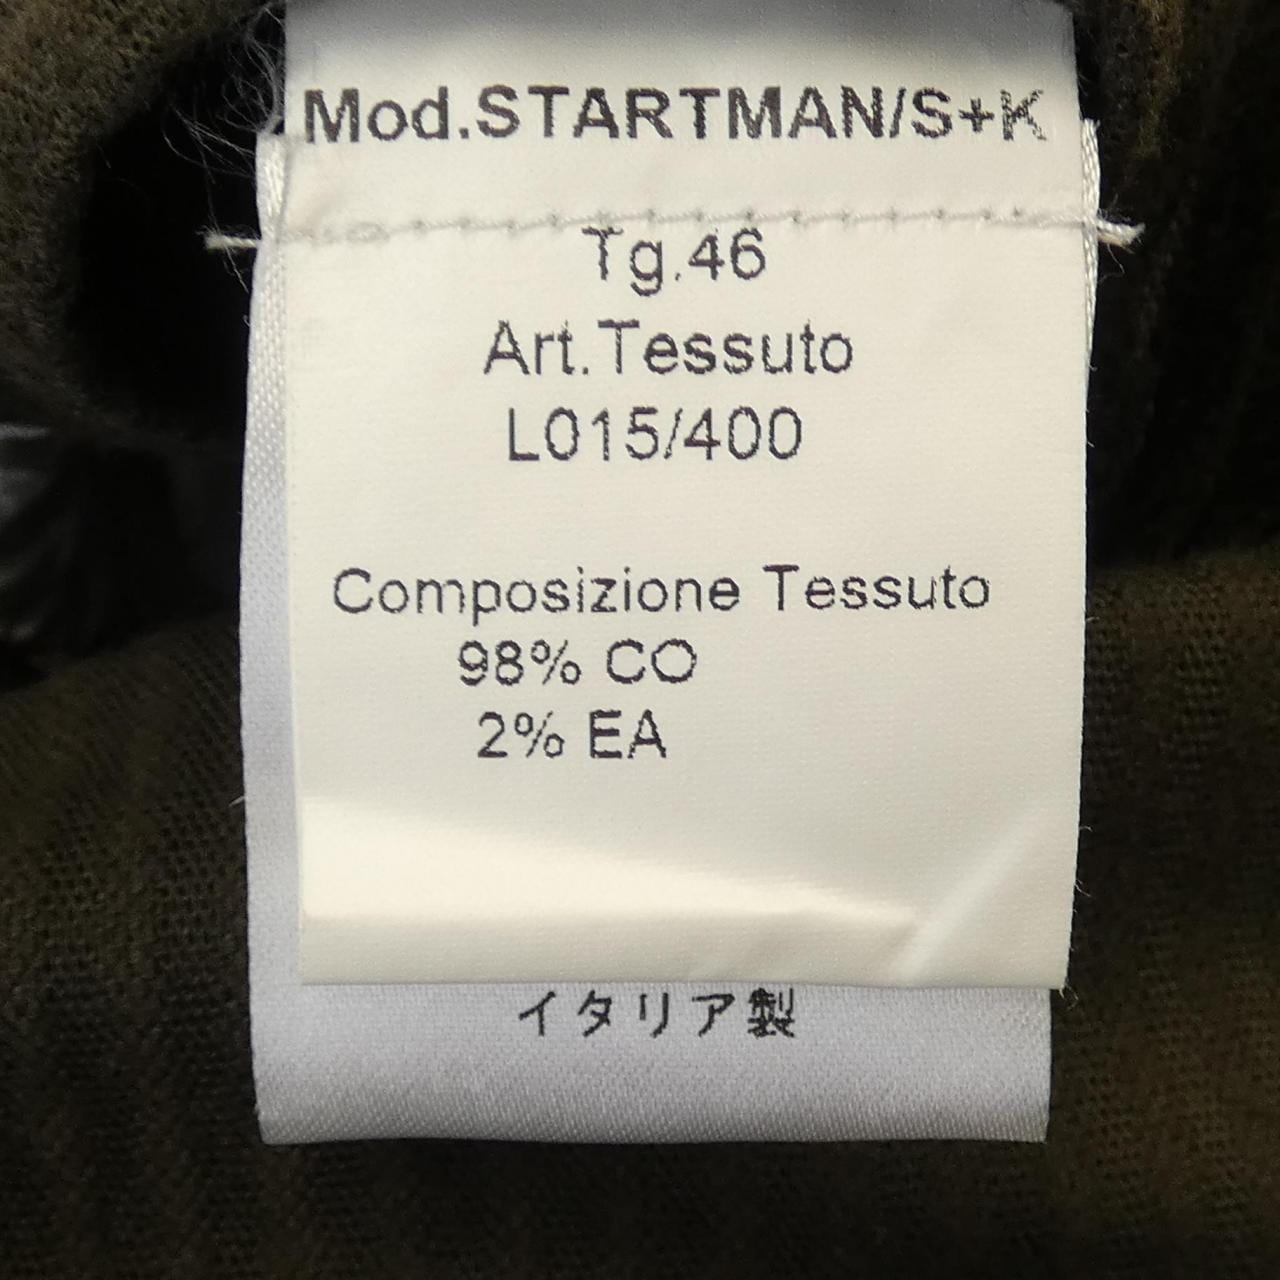 Mod.STARTMAN/S+K
Tg.46
Art.Tessuto
L015/400
Composizione Tessuto
98% CO
2% EA
イタリア製